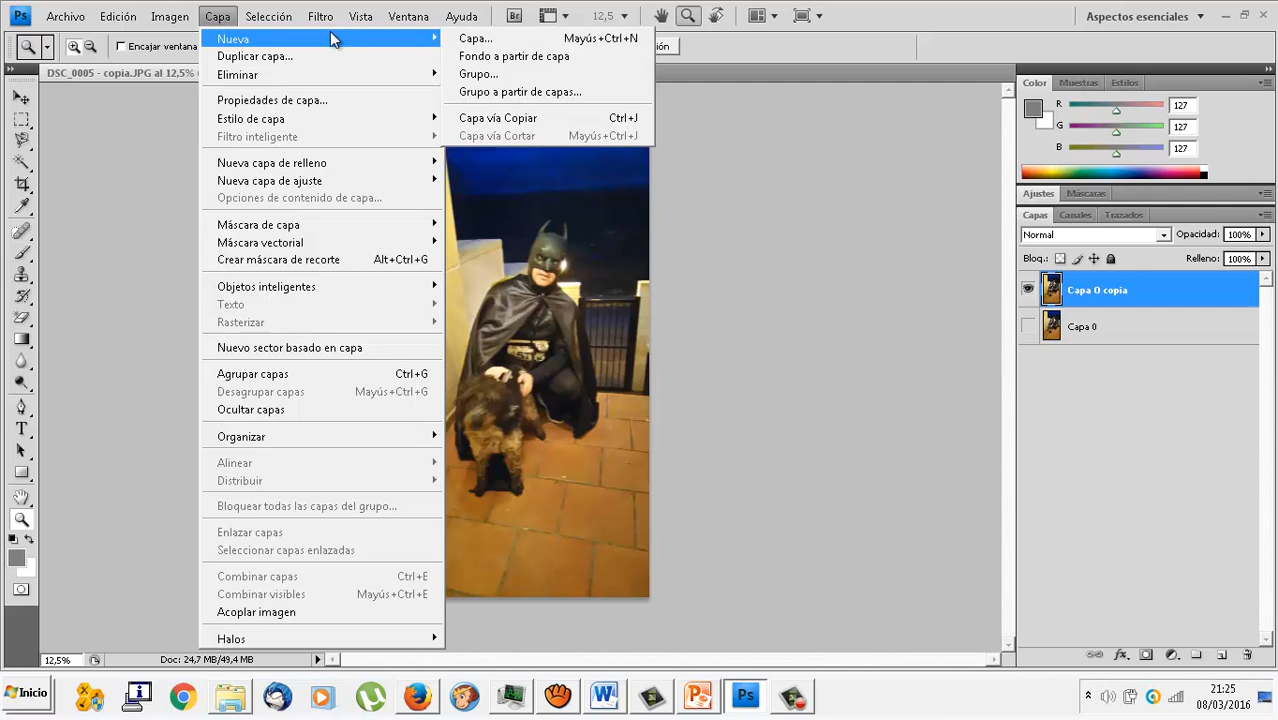 Ps Archivo Edición Imagen Capa Selección Filtro Vista Ventana Ayuda Br 12,5 Aspectos esenciales
Encajar ventana ión
DSC_0005 - copia.JPG al 12,5%
Nueva
Duplicar capa...
Eliminar
Propiedades de capa...
Estilo de capa
Filtro inteligente
Nueva capa de relleno
Nueva capa de ajuste
Opciones de contenido de capa...
Máscara de capa
Máscara vectorial
Crear máscara de recorte Alt+Ctrl+G
Objetos inteligentes
Texto
Rasterizar
Nuevo sector basado en capa
Agrupar capas Ctrl+G
Desagrupar capas Mayús+Ctrl+G
Ocultar capas
Organizar
Alinear
Distribuir
Bloquear todas las capas del grupo...
Enlazar capas
Seleccionar capas enlazadas
Combinar capas Ctrl+E
Combinar visibles Mayús+Ctrl+E
Acoplar imagen
Halos
Capa... Mayús+Ctrl+N
Fondo a partir de capa
Grupo...
Grupo a partir de capas...
Capa vía Copiar Ctrl+J
Capa vía Cortar Mayús+Ctrl+J
Color Muestras Estilos
R 127
G 127
B 127
Ajustes Máscaras
Capas Canales Trazados
Normal Opacidad: 100%
Bloq.: Relleno: 100%
Capa 0 copia
Capa 0
fx
12,5% Doc: 24,7 MB/49,4 MB
Inicio W P Ps 21:25
08/03/2016